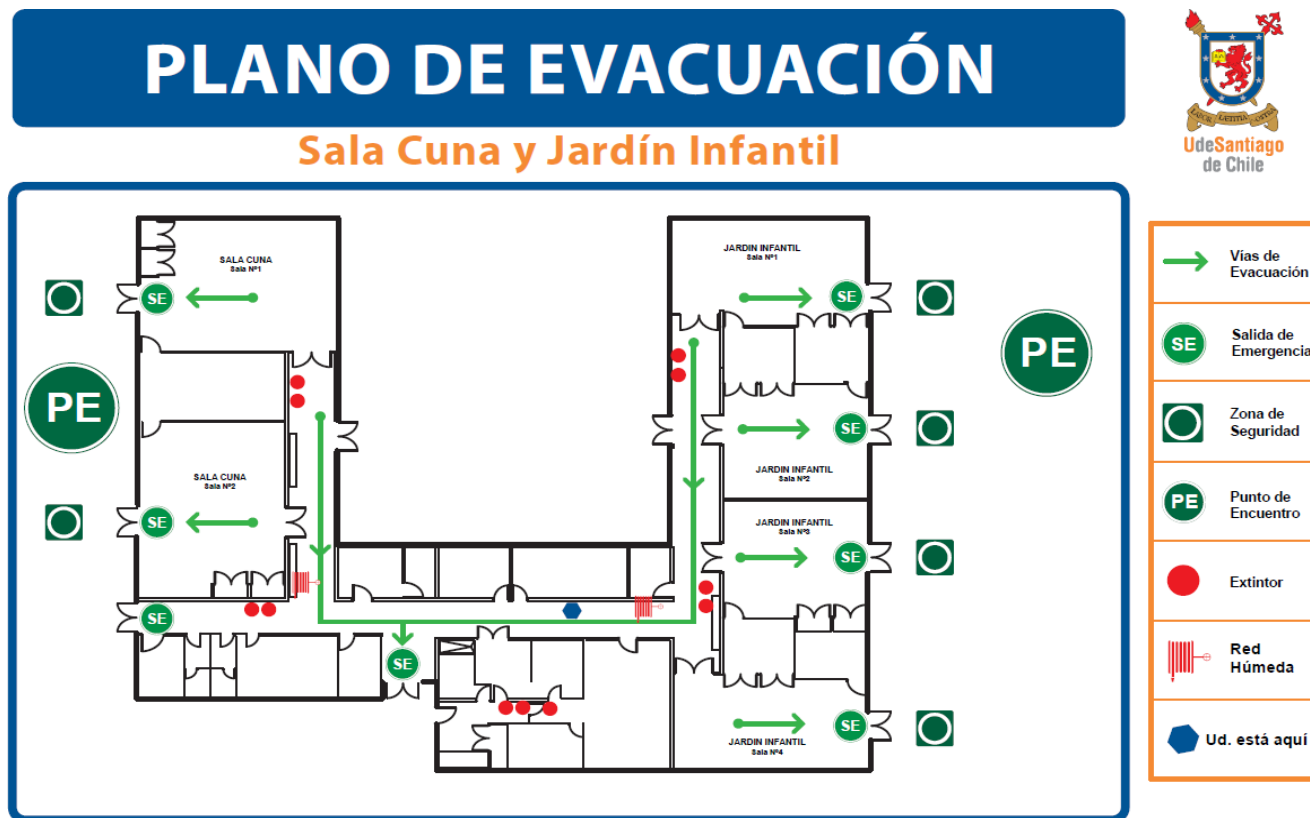 PLANO DE EVACUACIÓN
Sala Cuna y Jardín Infantil
LABOR LÆTITIA NOSTRA
UdeSantiago
de Chile
SALA CUNA
Sala Nº1
SE
PE
SALA CUNA
Sala Nº2
SE
SE
SE
JARDIN INFANTIL
Sala Nº1
SE
PE
SE
JARDIN INFANTIL
Sala Nº2
JARDIN INFANTIL
Sala Nº3
SE
SE
JARDIN INFANTIL
Sala Nº4
Vías de
Evacuación
SE
Salida de
Emergencia
Zona de
Seguridad
PE
Punto de
Encuentro
Extintor
Red
Húmeda
Ud. está aquí